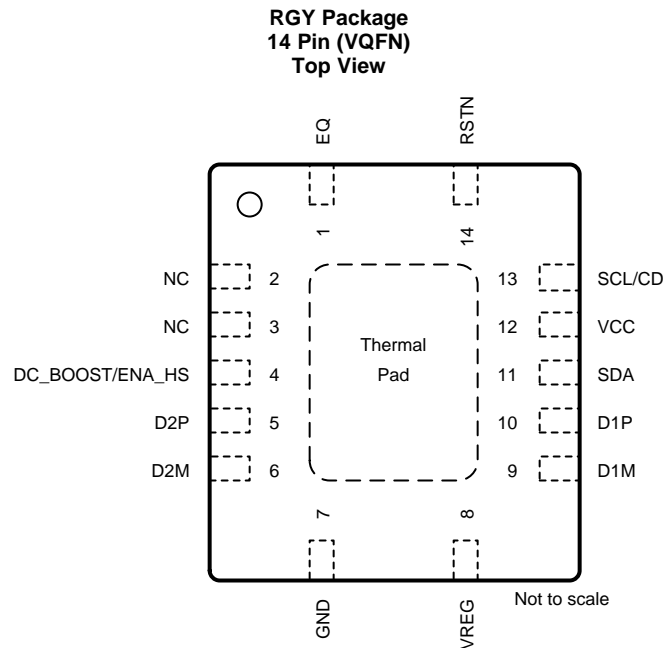 RGY Package
14 Pin (VQFN)
Top View
EQ
RSTN
1
14
NC 2
13 SCL/CD
NC 3
12 VCC
Thermal
Pad
DC_BOOST/ENA_HS 4
11 SDA
D2P 5
10 D1P
D2M 6
9 D1M
7
8
GND
VREG
Not to scale